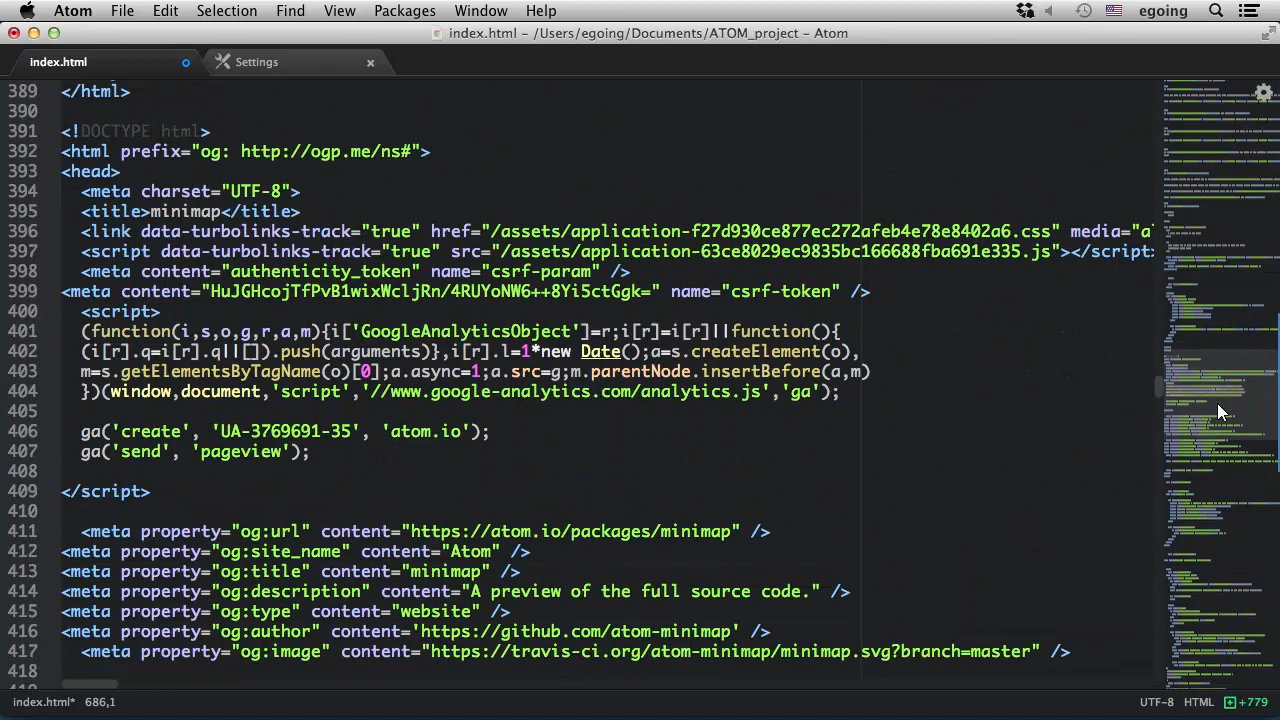 Atom File Edit Selection Find View Packages Window Help egoing
index.html – /Users/egoing/Documents/ATOM_project – Atom
index.html Settings
389 </html>
390
391 <!DOCTYPE html>
392 <html prefix="og: http://ogp.me/ns#">
393 <head>
394 <meta charset="UTF-8">
395 <title>minimap</title>
396 <link data-turbolinks-track="true" href="/assets/application-f27d930ce877ec272afeb4e78e8402a6.css" media="al
397 <script data-turbolinks-track="true" src="/assets/application- </script>
398 <meta content="authenticity_token" name="csrf-param" />
399 <meta content= name="csrf-token" />
400 <script>
401 (function(i,s,o,g,r,a,m){i['GoogleAnalyticsObject']=r;i[r]=i[r]||function(){
402 (i[r].q=i[r].q||[]).push(arguments)},i[r].l=1*new Date();a=s.createElement(o),
403 m=s.getElementsByTagName(o)[0];a.async=1;a.src=g;m.parentNode.insertBefore(a,m)
404 })(window,document,'script','//www.google-analytics.com/analytics.js','ga');
405
406 ga('create', 'UA-3769691-35', 'atom.io');
407 ga('send', 'pageview');
408
409 </script>
410
411 <meta property="og:url" content="https://atom.io/packages/minimap" />
412 <meta property="og:site_name" content="Atom" />
413 <meta property="og:title" content="minimap" />
414 <meta property="og:description" content="A preview of the full source code." />
415 <meta property="og:type" content="website" />
416 <meta property="og:author" content="https://github.com/atom-minimap" />
417 <meta property="og:image" content="https://travis-ci.org/atom-minimap/minimap.svg?branch=master" />
418
index.html* 686,1 UTF-8 HTML +779